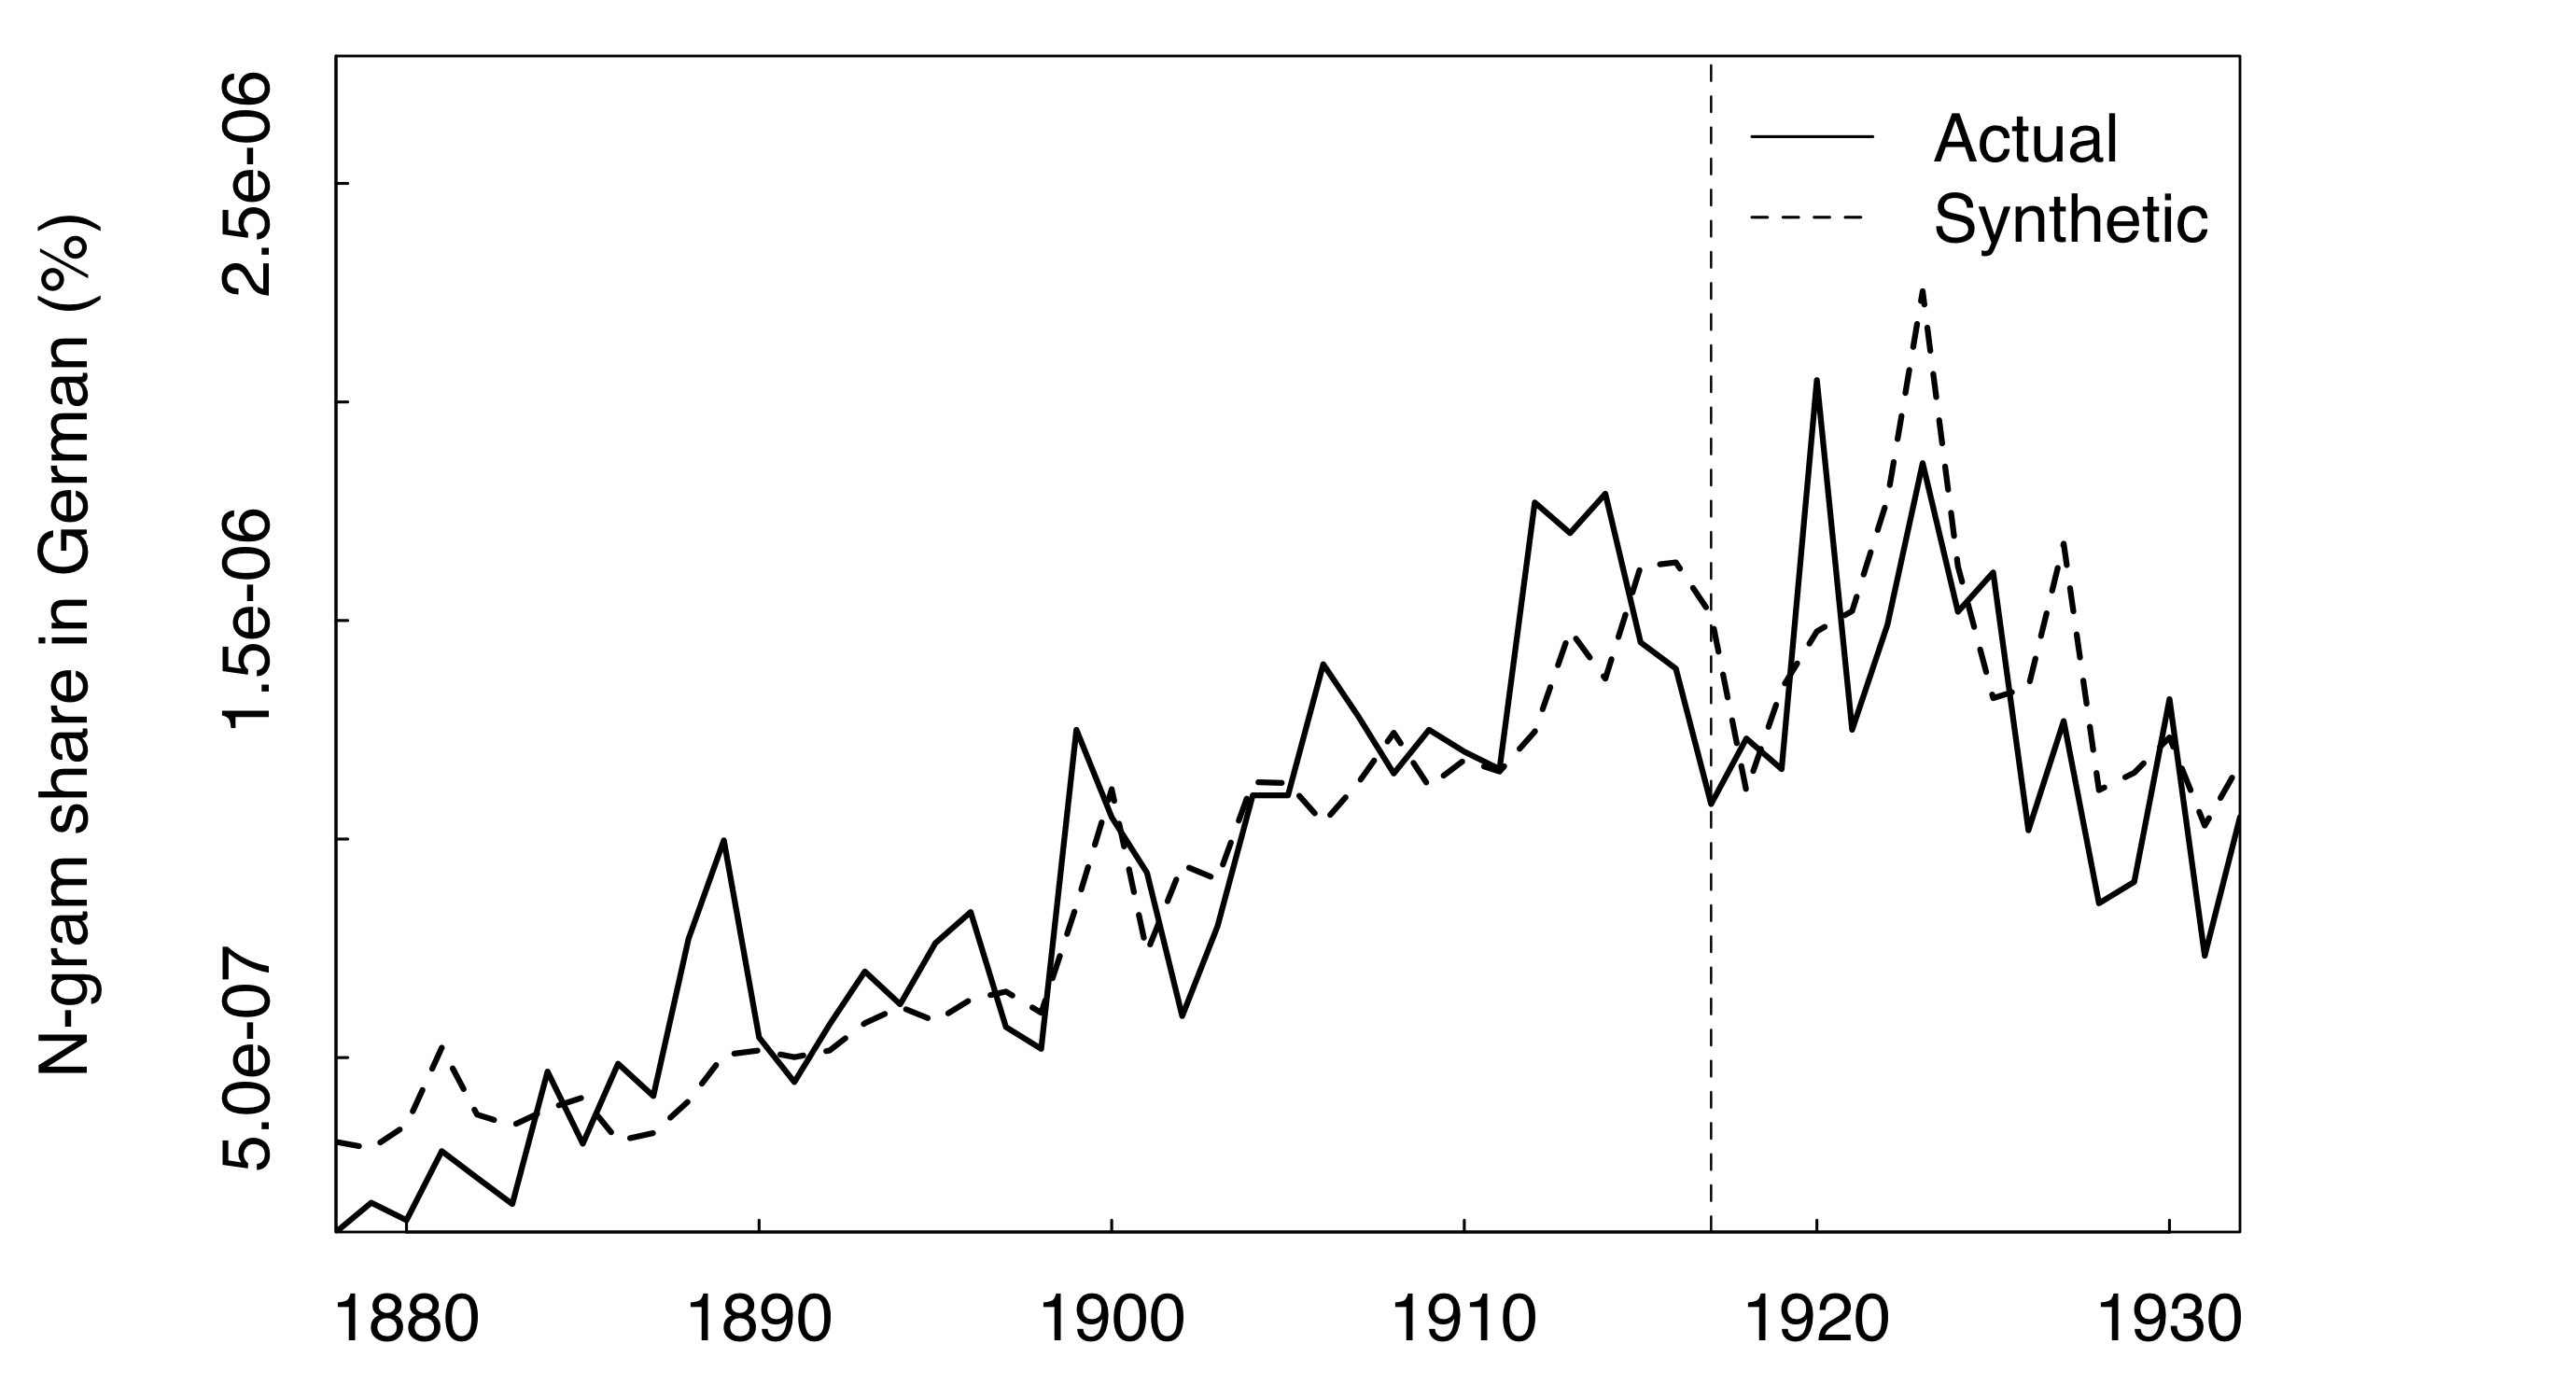 N-gram share in German (%)
2.5e-06
1.5e-06
5.0e-07
Actual
Synthetic
1880 1890 1900 1910 1920 1930